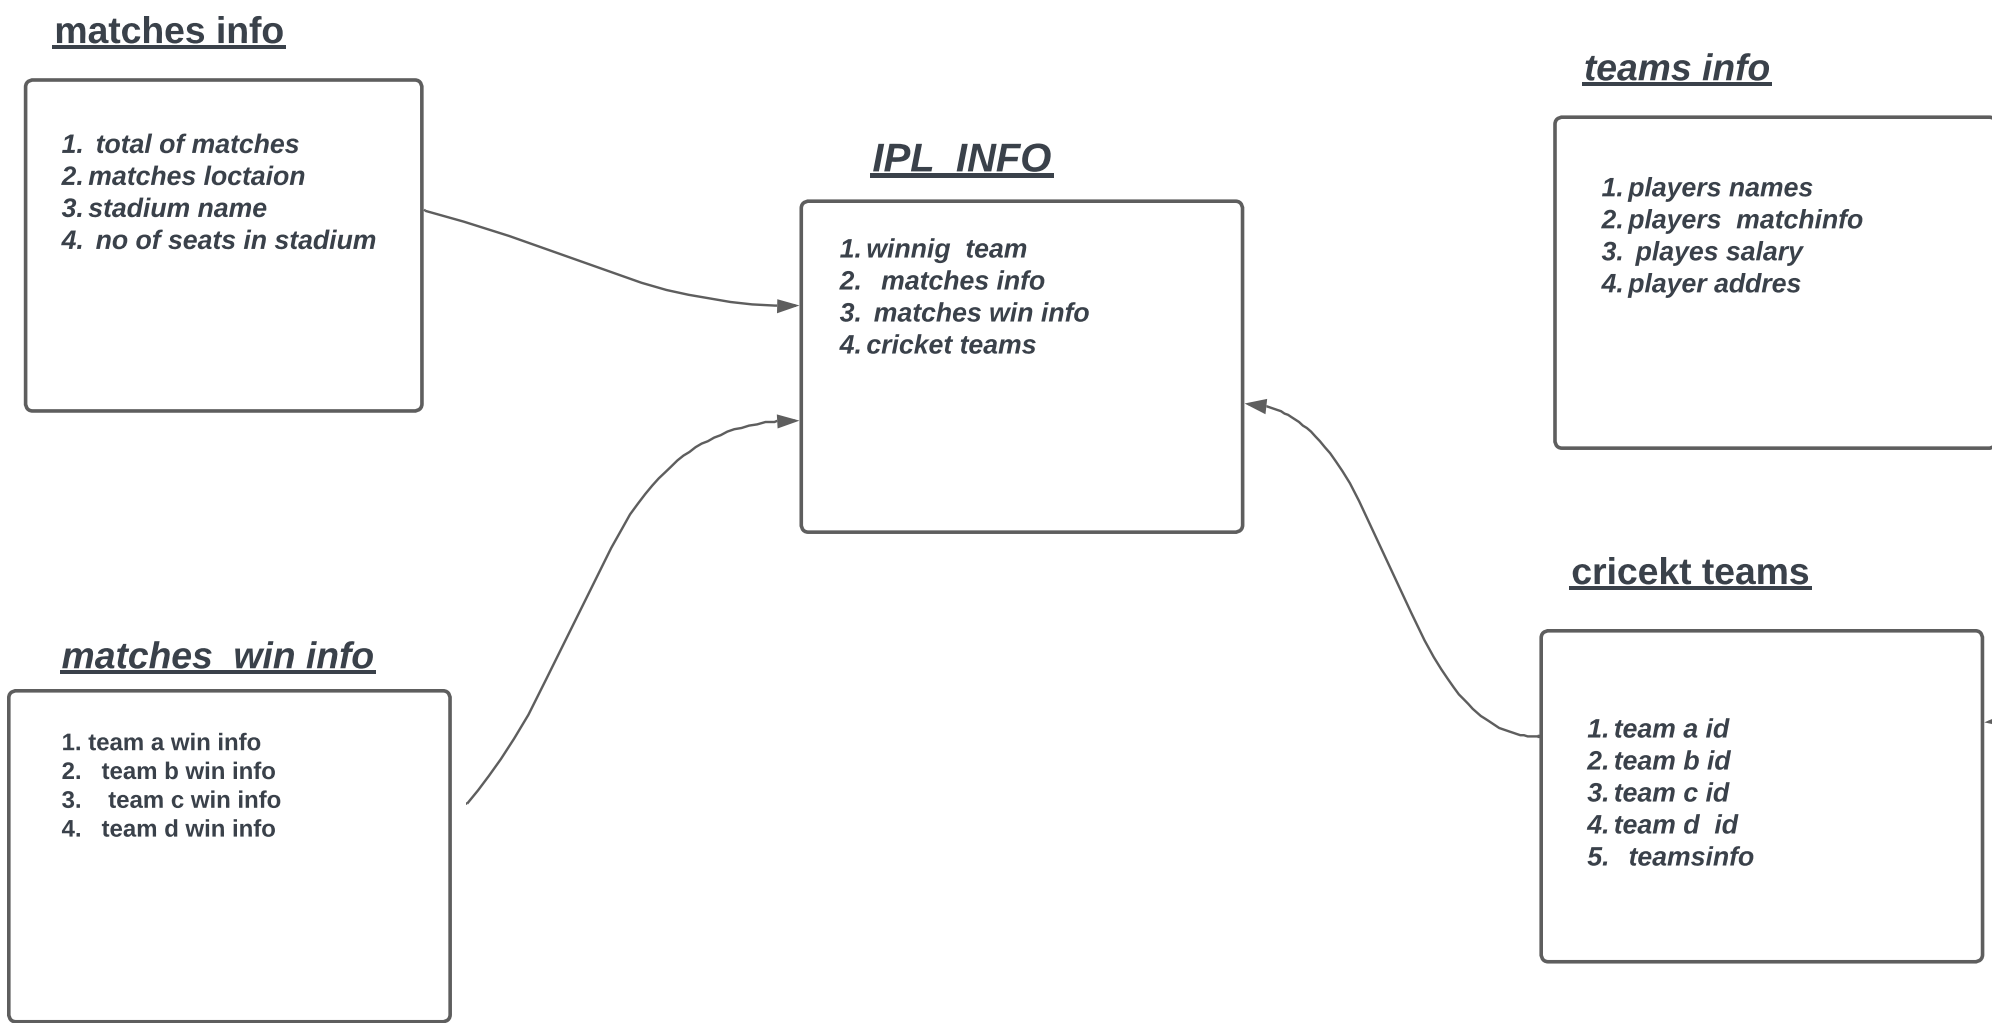 matches info
1. total of matches
2. matches loctaion
3. stadium name
4. no of seats in stadium
IPL INFO
1. winnig team
2. matches info
3. matches win info
4. cricket teams
teams info
1. players names
2. players matchinfo
3. playes salary
4. player addres
matches win info
1. team a win info
2. team b win info
3. team c win info
4. team d win info
cricekt teams
1. team a id
2. team b id
3. team c id
4. team d id
5. teamsinfo